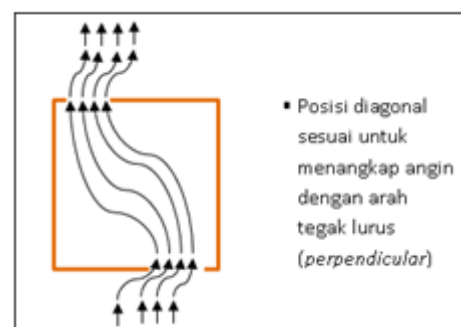 ▪ Posisi diagonal
sesuai untuk
menangkap angin
dengan arah
tegak lurus
(perpendicular)